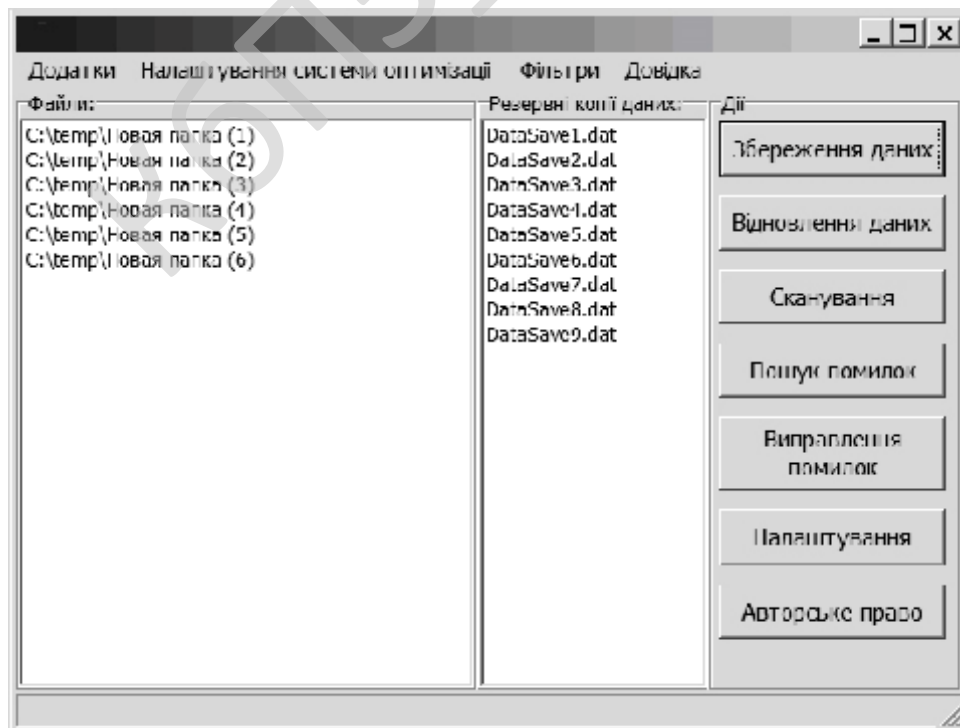 Додатки Налаштування системи оптимізації Фільтри Довідка
Файли:
C:\temp\Новая папка (1)
C:\temp\Новая папка (2)
C:\temp\Новая папка (3)
C:\temp\Новая папка (4)
C:\temp\Новая папка (5)
C:\temp\Новая папка (6)
Резервні копії даних:
DataSave1.dat
DataSave2.dat
DataSave3.dat
DataSave4.dat
DataSave5.dat
DataSave6.dat
DataSave7.dat
DataSave8.dat
DataSave9.dat
Дії
Збереження даних
Відновлення даних
Сканування
Пошук помилок
Виправлення
помилок
Налаштування
Авторське право